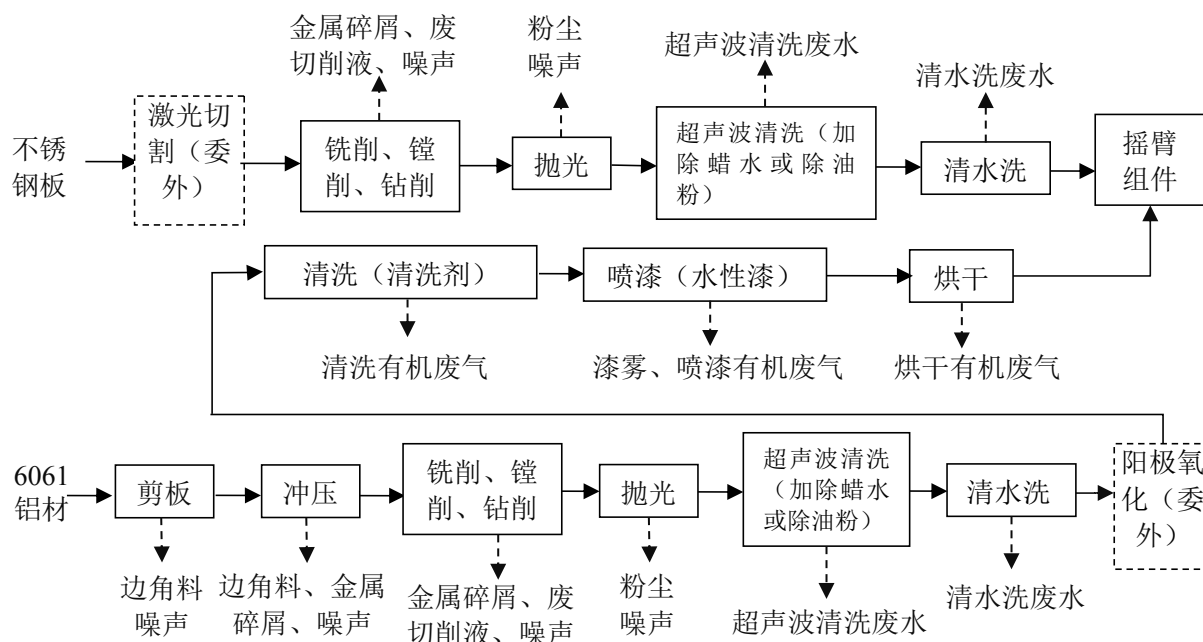 金属碎屑、废
切削液、噪声
粉尘
噪声
超声波清洗废水
清水洗废水
不锈
钢板
激光切
割（委
外）
铣削、镗
削、钻削
抛光
超声波清洗（加
除蜡水或除油
粉）
清水洗
摇臂
组件
清洗（清洗剂）
喷漆（水性漆）
烘干
清洗有机废气
漆雾、喷漆有机废气
烘干有机废气
6061
铝材
剪板
冲压
铣削、镗
削、钻削
抛光
超声波清洗
（加除蜡水
或除油粉）
清水洗
阳极氧
化（委
外）
边角料
噪声
边角料、金属
碎屑、噪声
金属碎屑、废
切削液、噪声
粉尘
噪声
超声波清洗废水
清水洗废水